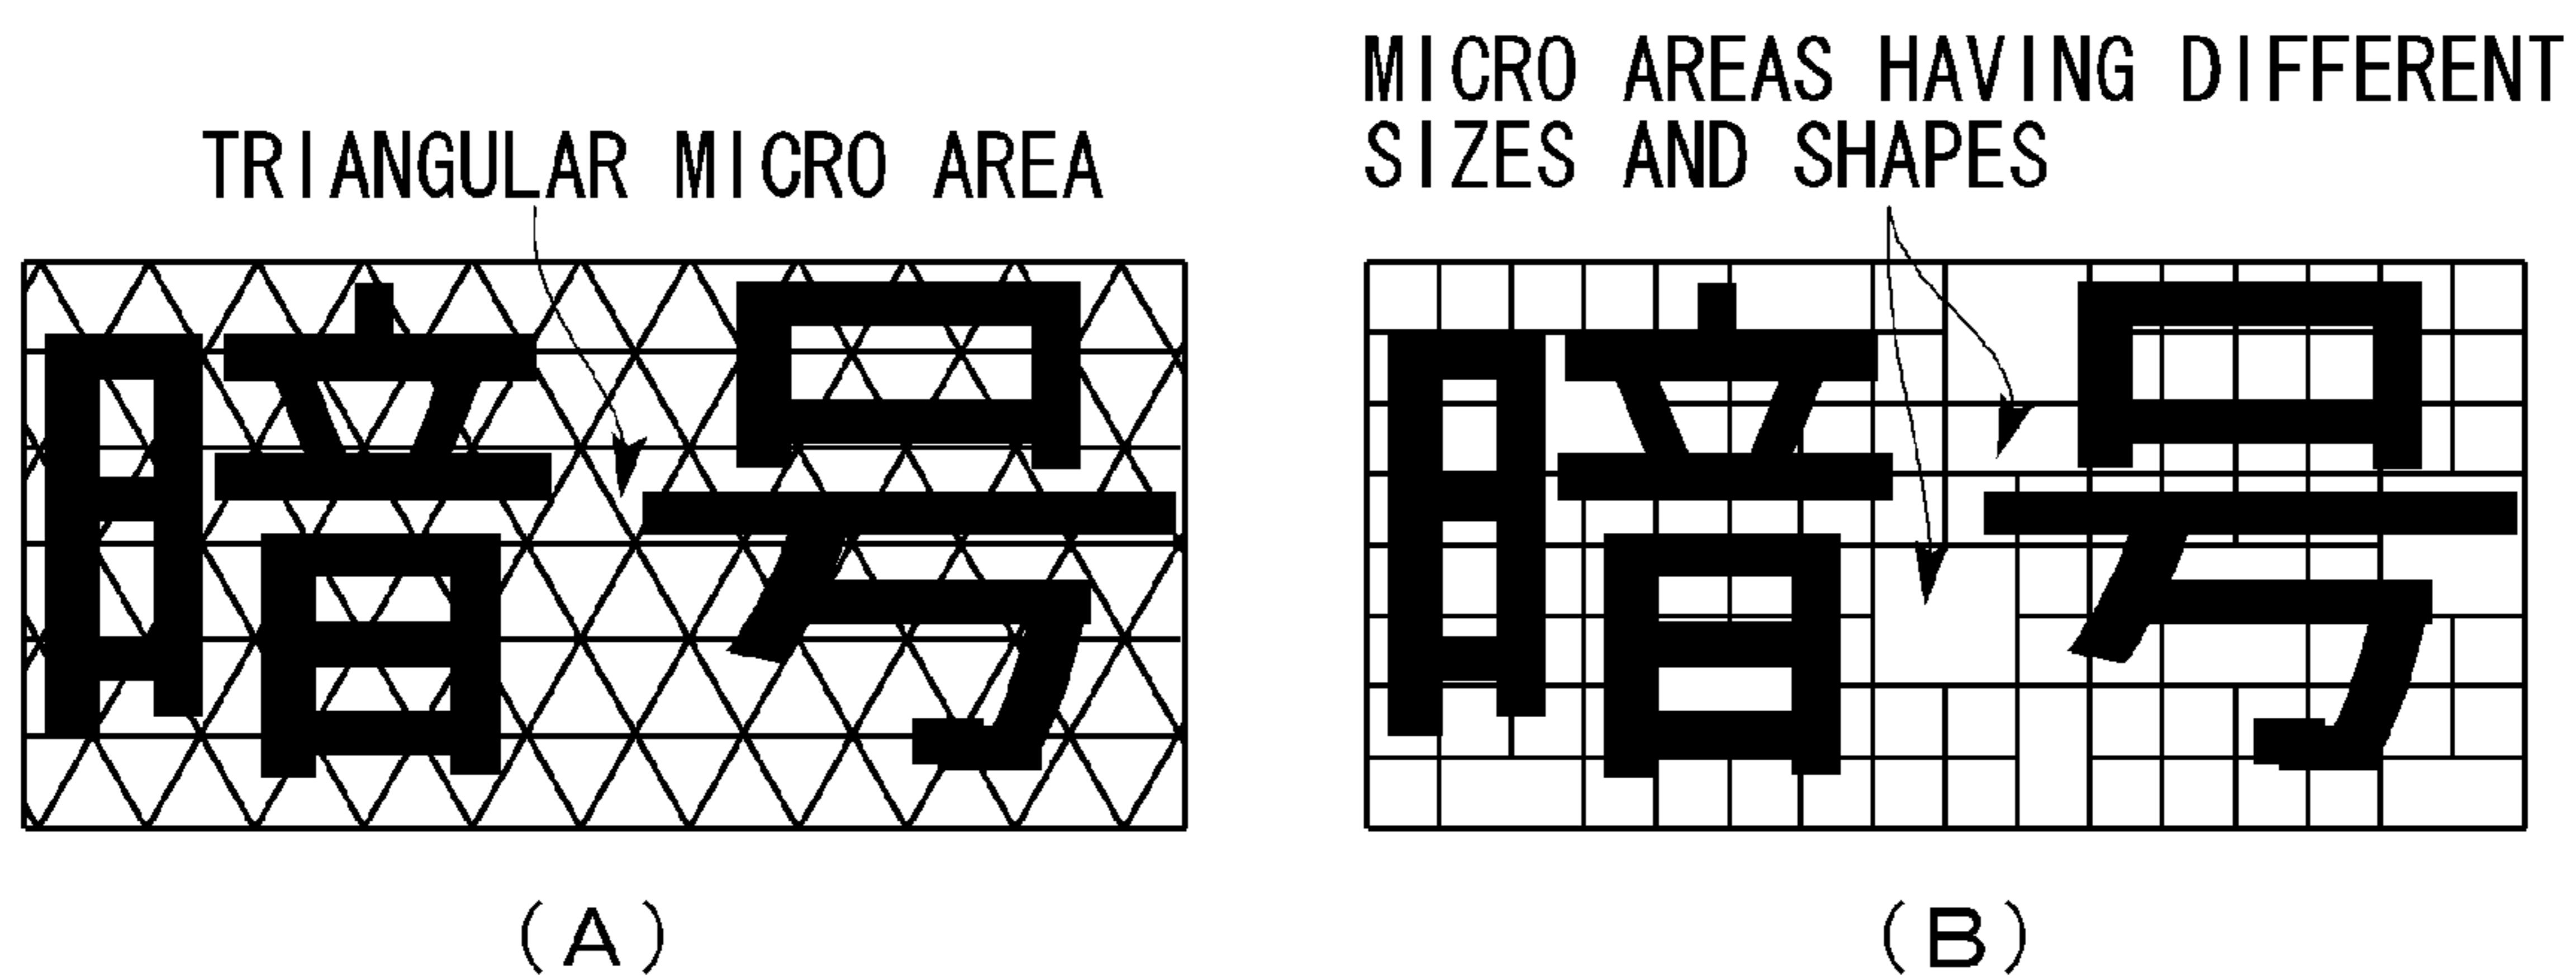 TRIANGULAR MICRO AREA
暗号
(A)
MICRO AREAS HAVING DIFFERENT
SIZES AND SHAPES
暗号
(B)